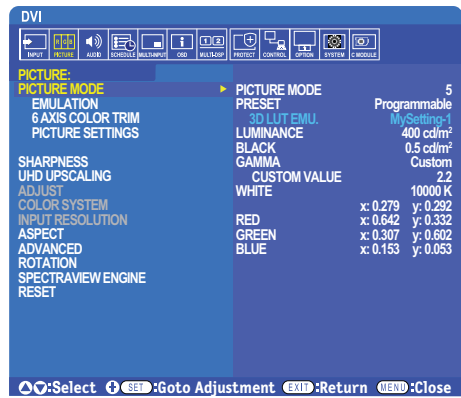 DVI
INPUT PICTURE AUDIO SCHEDULE MULTI-INPUT OSD MULTI-DSP PROTECT CONTROL OPTION SYSTEM C MODULE
PICTURE:
PICTURE MODE
EMULATION
6 AXIS COLOR TRIM
PICTURE SETTINGS
SHARPNESS
UHD UPSCALING
ADJUST
COLOR SYSTEM
INPUT RESOLUTION
ASPECT
ADVANCED
ROTATION
SPECTRAVIEW ENGINE
RESET
PICTURE MODE 5
PRESET Programmable
3D LUT EMU. MySetting-1
LUMINANCE 400 cd/m²
BLACK 0.5 cd/m²
GAMMA Custom
CUSTOM VALUE 2.2
WHITE 10000 K
x: 0.279 y: 0.292
RED x: 0.642 y: 0.332
GREEN x: 0.307 y: 0.602
BLUE x: 0.153 y: 0.053
:Select SET:Goto Adjustment EXIT:Return MENU:Close